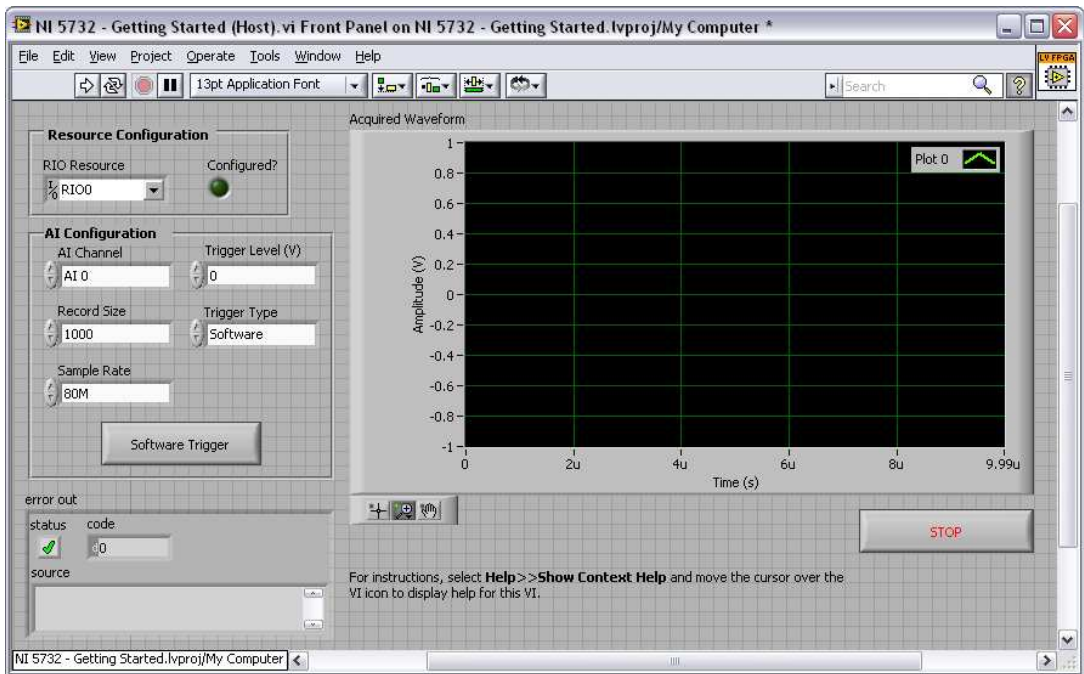 NI 5732 - Getting Started (Host).vi Front Panel on NI 5732 - Getting Started.lvproj/My Computer *
File Edit View Project Operate Tools Window Help
LV FPGA
13pt Application Font
Search
Resource Configuration
RIO Resource
Configured?
I/O RIO0
AI Configuration
AI Channel
Trigger Level (V)
AI 0
0
Record Size
Trigger Type
1000
Software
Sample Rate
80M
Software Trigger
error out
status code
d0
source
Acquired Waveform
Plot 0
Amplitude (V)
1
0.8
0.6
0.4
0.2
0
-0.2
-0.4
-0.6
-0.8
-1
0 2u 4u 6u 8u 9.99u
Time (s)
STOP
For instructions, select Help>>Show Context Help and move the cursor over the
VI icon to display help for this VI.
NI 5732 - Getting Started.lvproj/My Computer